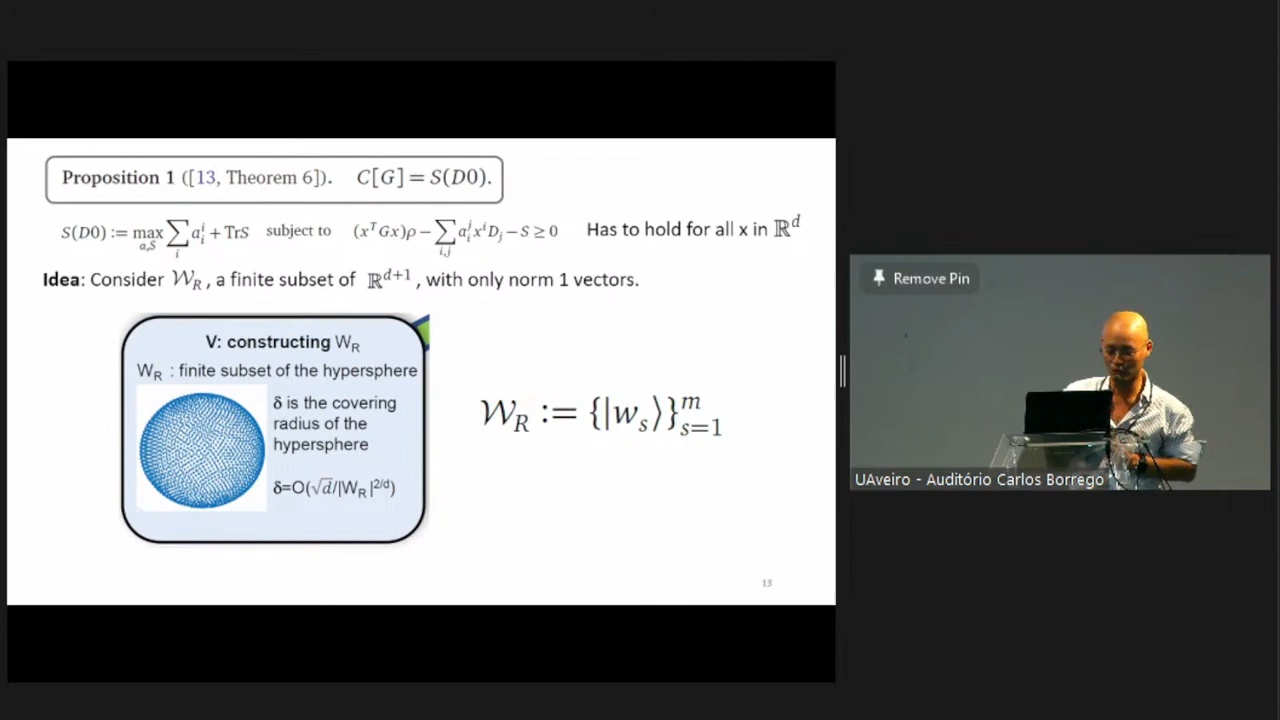 Proposition 1 ([13, Theorem 6]). C[G] = S(D0).
S(D0) := max_{a,S} ∑_i a_i^i + TrS subject to (x^T Gx)ρ − ∑_{i,j} a_i^j x^i D_j − S ≥ 0 Has to hold for all x in ℝ^d
Idea: Consider 𝒲_R, a finite subset of ℝ^{d+1}, with only norm 1 vectors.
V: constructing W_R
W_R : finite subset of the hypersphere
δ is the covering
radius of the
hypersphere
δ=O(√d/|W_R|^{2/d})
𝒲_R := {|w_s⟩}_{s=1}^m
13
Remove Pin
UAveiro - Auditório Carlos Borrego